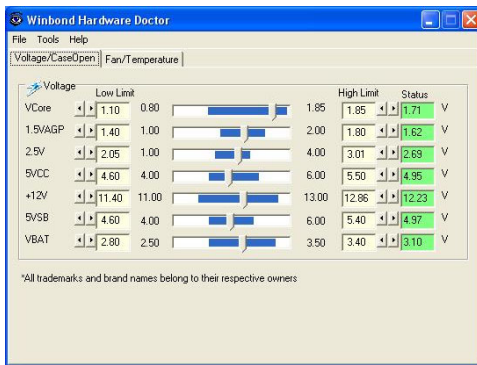 Winbond Hardware Doctor
File Tools Help
Voltage/CaseOpen Fan/Temperature
Voltage
Low Limit High Limit Status
VCore 1.10 0.80 1.85 1.85 1.71 V
1.5VAGP 1.40 1.00 2.00 1.80 1.62 V
2.5V 2.05 1.00 4.00 3.01 2.69 V
5VCC 4.60 4.00 6.00 5.50 4.95 V
+12V 11.40 11.00 13.00 12.86 12.23 V
5VSB 4.60 4.00 6.00 5.40 4.97 V
VBAT 2.80 2.50 3.50 3.40 3.10 V
*All trademarks and brand names belong to their respective owners